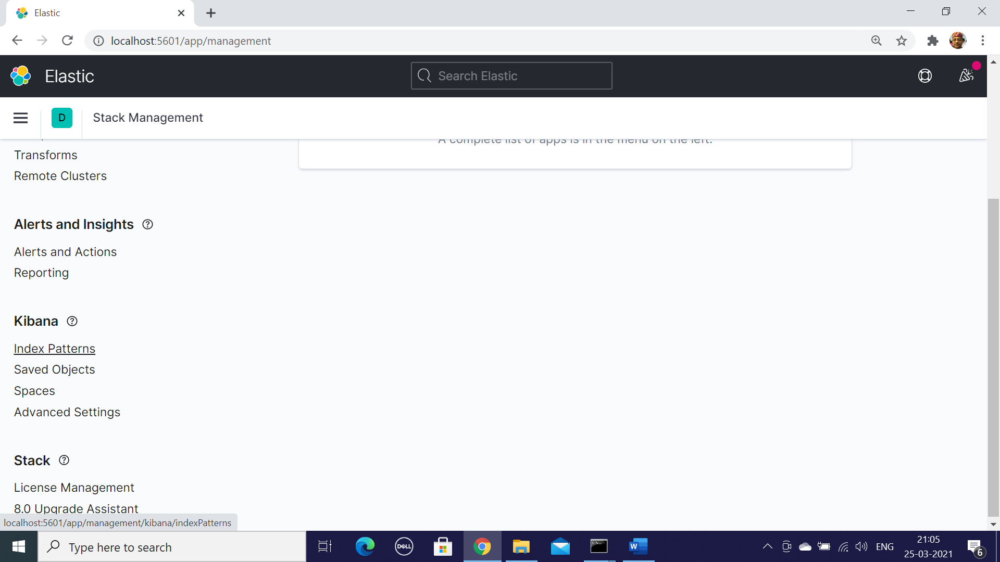 Elastic
localhost:5601/app/management
Elastic
Search Elastic
D
Stack Management
A complete list of apps is in the menu on the left.
Transforms
Remote Clusters
Alerts and Insights
Alerts and Actions
Reporting
Kibana
Index Patterns
Saved Objects
Spaces
Advanced Settings
Stack
License Management
8.0 Upgrade Assistant
localhost:5601/app/management/kibana/indexPatterns
Type here to search
DELL
W
ENG
21:05
25-03-2021
6